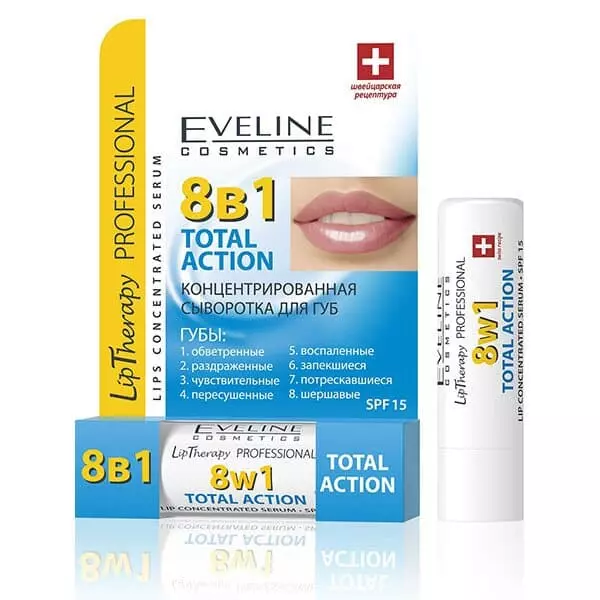 LipTherapy PROFESSIONAL
LIPS CONCENTRATED SERUM
швейцарская
рецептура
EVELINE
COSMETICS
8в1
TOTAL
ACTION
КОНЦЕНТРИРОВАННАЯ
СЫВОРОТКА ДЛЯ ГУБ
ГУБЫ:
1. обветренные
2. раздраженные
3. чувствительные
4. пересушенные
5. воспаленные
6. запекшиеся
7. потрескавшиеся
8. шершавые
SPF 15
8в1
EVELINE
COSMETICS
LipTherapy PROFESSIONAL
8w1
TOTAL ACTION
LIP CONCENTRATED SERUM - SPF 15
TOTAL
ACTION
EVELINE
COSMETICS
LipTherapy PROFESSIONAL
8w1
TOTAL ACTION
LIP CONCENTRATED SERUM - SPF 15
swiss recipe